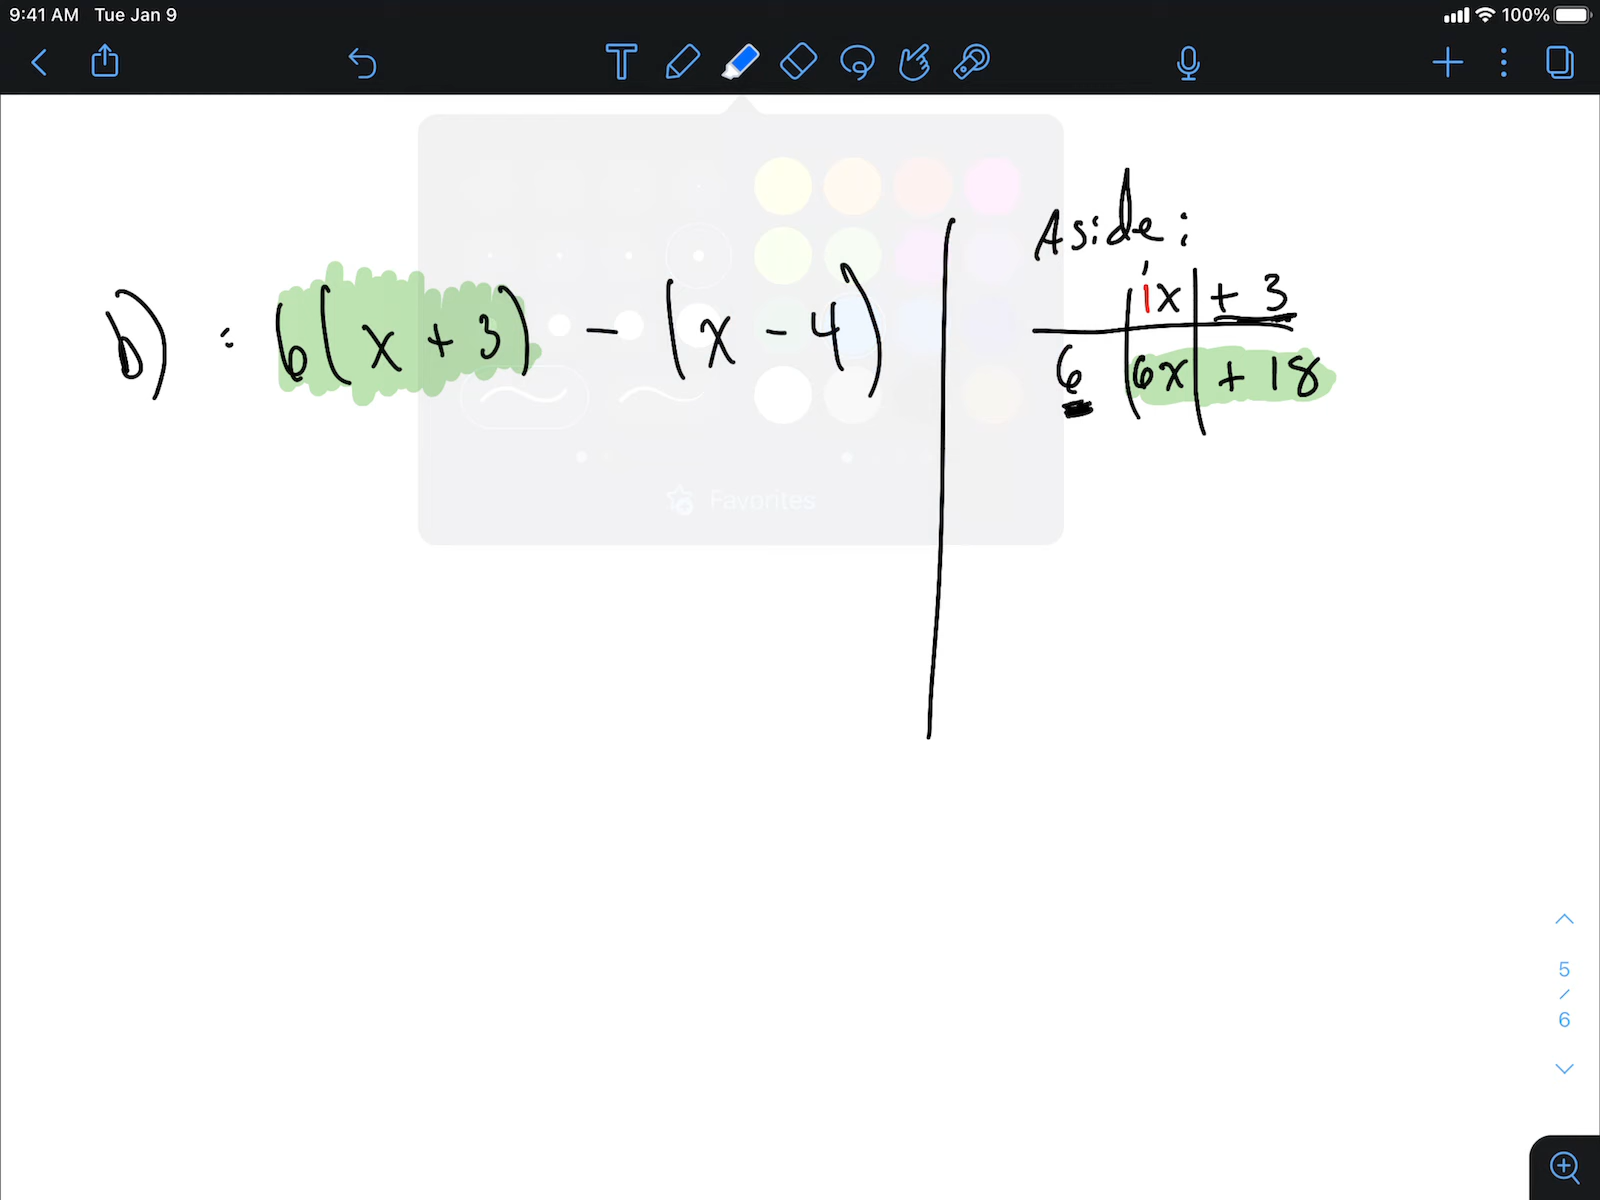 9:41 AM Tue Jan 9 100%
b) = 6(x + 3) - (x - 4)
Aside:
1x + 3
6 6x + 18
Favorites
5
/
6